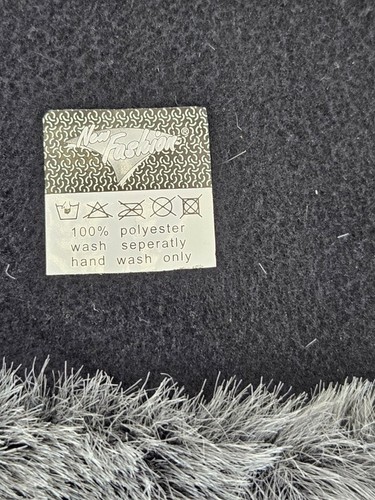 New
Fashion®
100% polyester
wash seperatly
hand wash only